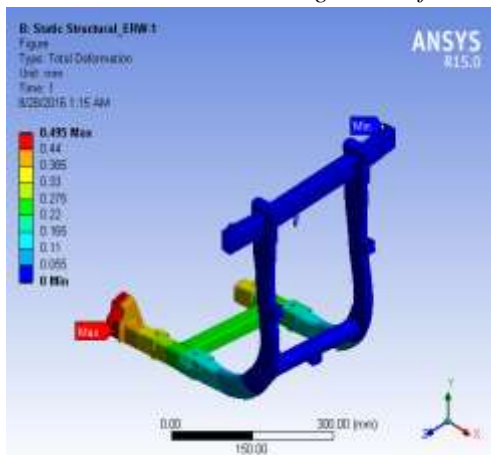 B: Static Structural_ERW-1
Figure
Type: Total Deformation
Unit: mm
Time: 1
8/28/2016 1:15 AM
ANSYS
R15.0
0.495 Max
0.44
0.385
0.33
0.275
0.22
0.165
0.11
0.055
0 Min
Min
Max
0.00
300.00 (mm)
150.00
Y
Z
X